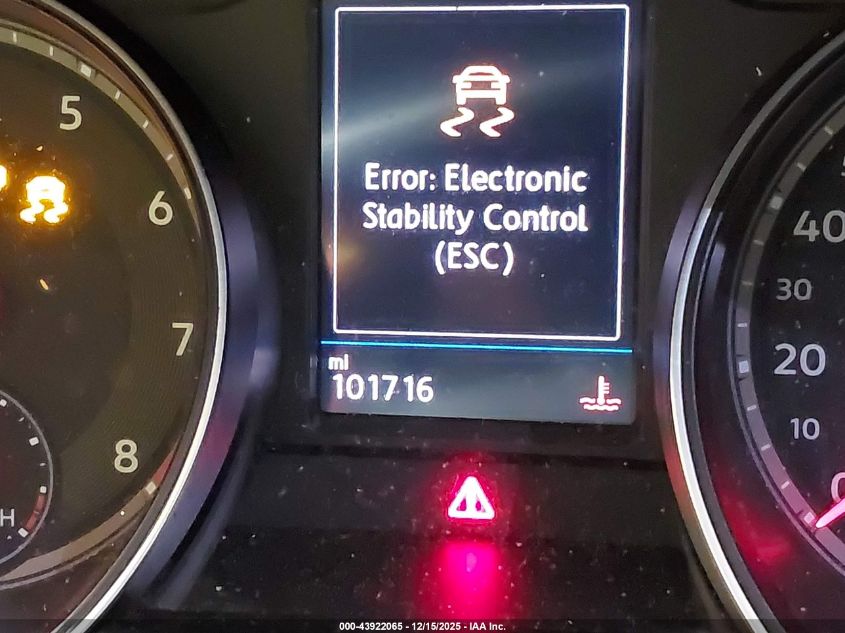 5
6
7
8
H
Error: Electronic
Stability Control
(ESC)
mi
101716
40
30
20
10
0
000-43922065 - 12/15/2025 - IAA Inc.